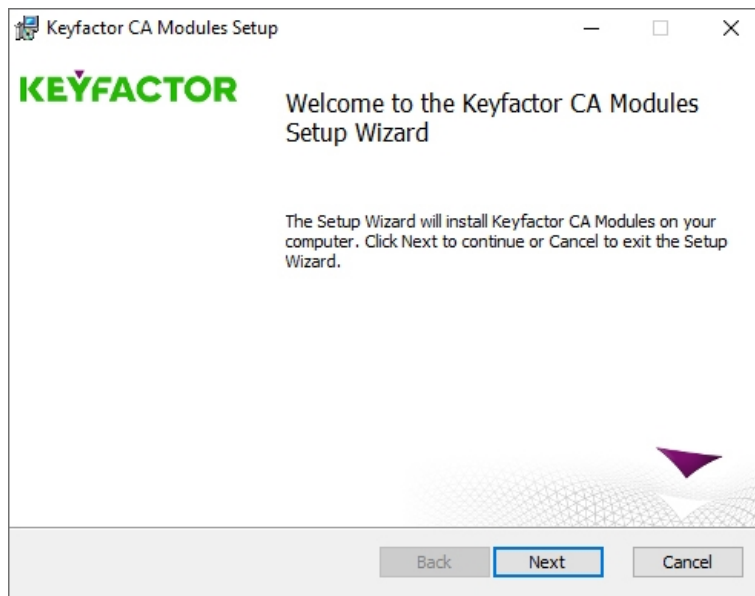 Keyfactor CA Modules Setup
KEYFACTOR
Welcome to the Keyfactor CA Modules
Setup Wizard
The Setup Wizard will install Keyfactor CA Modules on your
computer. Click Next to continue or Cancel to exit the Setup
Wizard.
Back Next Cancel